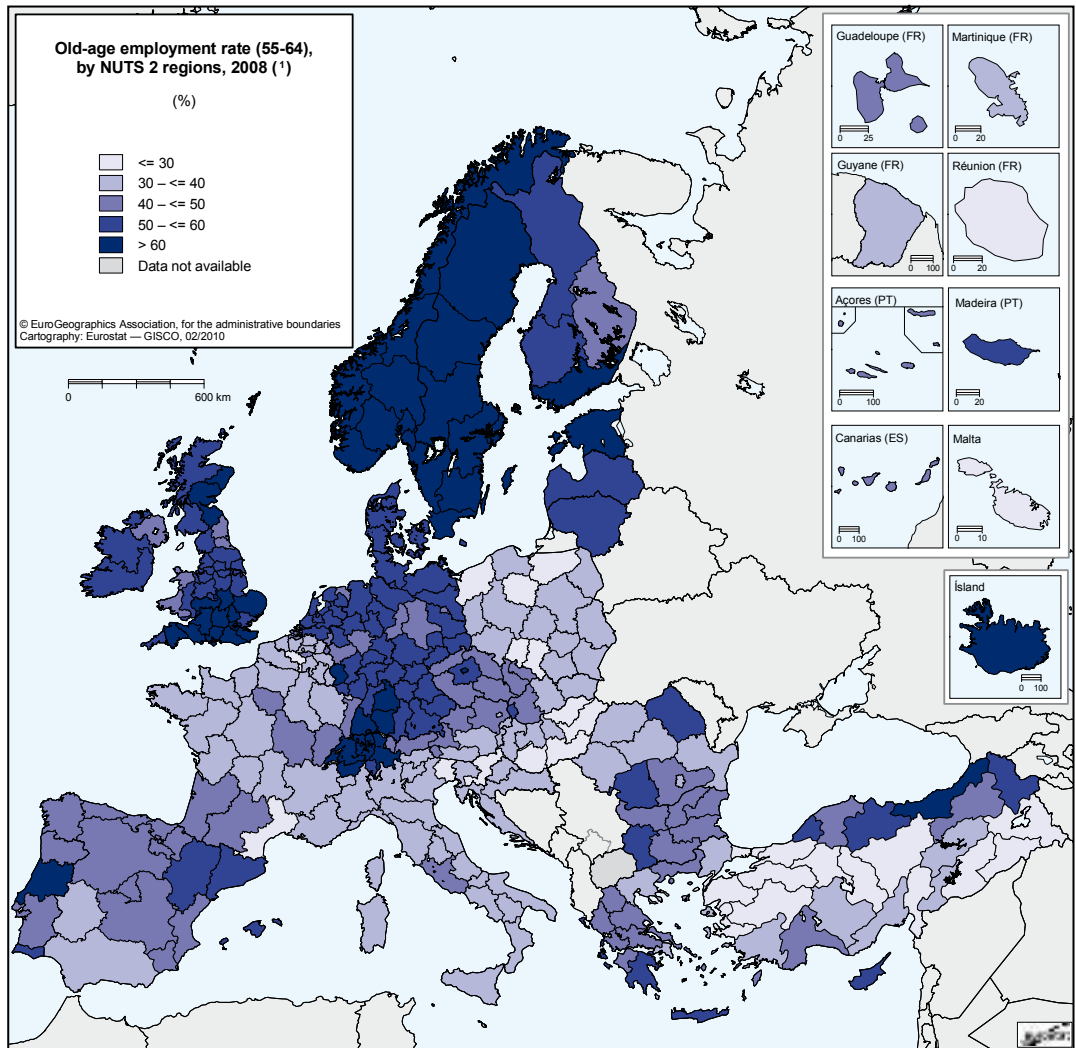 Old-age employment rate (55-64),
by NUTS 2 regions, 2008 (¹)
(%)
<= 30
30 – <= 40
40 – <= 50
50 – <= 60
> 60
Data not available
© EuroGeographics Association, for the administrative boundaries
Cartography: Eurostat — GISCO, 02/2010
0 600 km
Guadeloupe (FR)
0 25
Martinique (FR)
0 20
Guyane (FR)
0 100
Réunion (FR)
0 20
Açores (PT)
0 100
Madeira (PT)
0 20
Canarias (ES)
0 100
Malta
0 10
Ísland
0 100